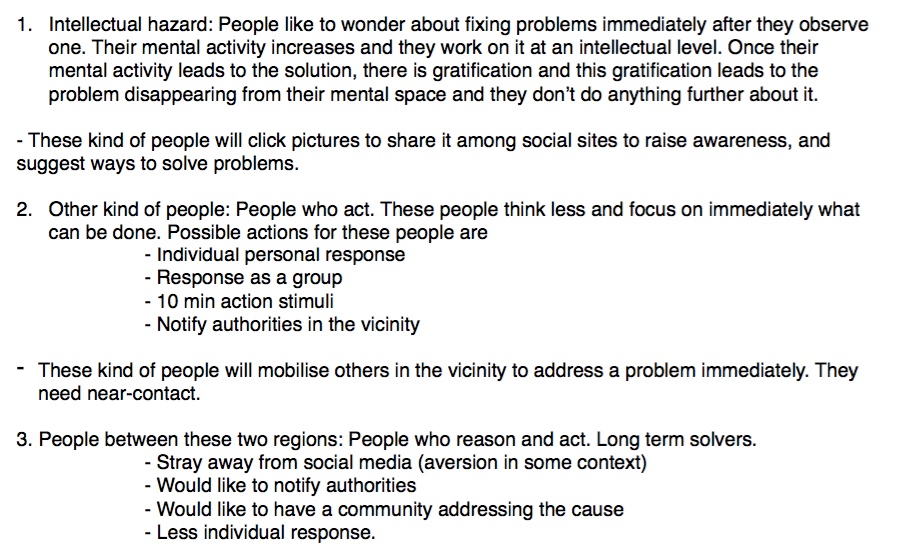 1. Intellectual hazard: People like to wonder about fixing problems immediately after they observe
one. Their mental activity increases and they work on it at an intellectual level. Once their
mental activity leads to the solution, there is gratification and this gratification leads to the
problem disappearing from their mental space and they don't do anything further about it.
- These kind of people will click pictures to share it among social sites to raise awareness, and
suggest ways to solve problems.
2. Other kind of people: People who act. These people think less and focus on immediately what
can be done. Possible actions for these people are
- Individual personal response
- Response as a group
- 10 min action stimuli
- Notify authorities in the vicinity
- These kind of people will mobilise others in the vicinity to address a problem immediately. They
need near-contact.
3. People between these two regions: People who reason and act. Long term solvers.
- Stray away from social media (aversion in some context)
- Would like to notify authorities
- Would like to have a community addressing the cause
- Less individual response.